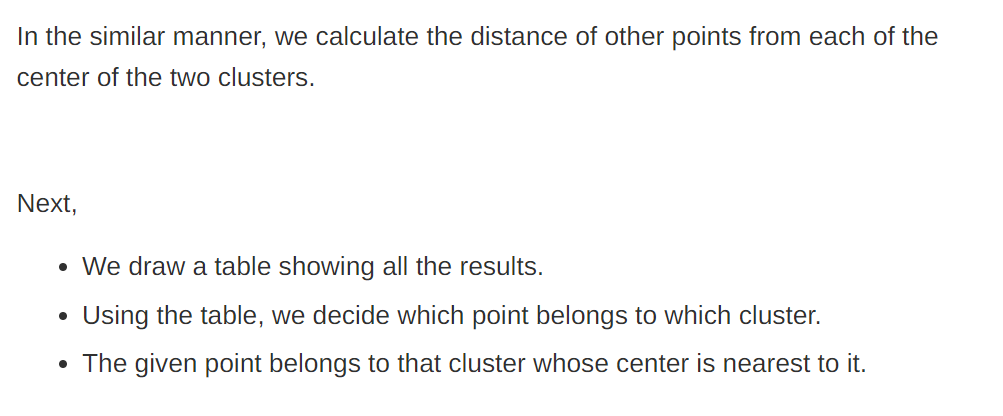 In the similar manner, we calculate the distance of other points from each of the
center of the two clusters.
Next,
• We draw a table showing all the results.
• Using the table, we decide which point belongs to which cluster.
• The given point belongs to that cluster whose center is nearest to it.